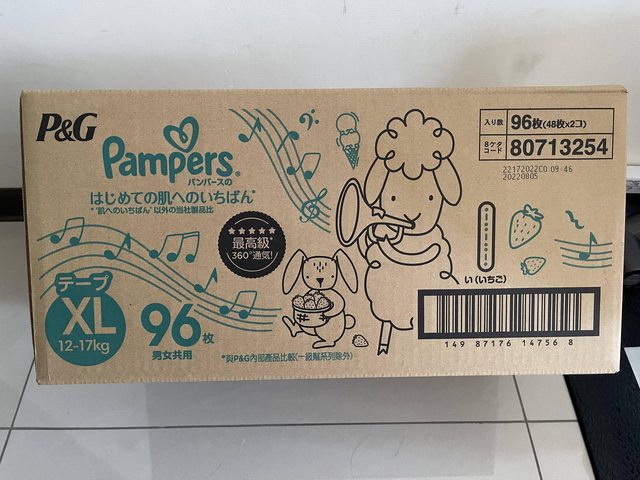 P&G
Pampers®
パンパースの
はじめての肌へのいちばん*
*"肌へのいちばん"以外の当社製品比
★★★★★
最高級*
360°通気!
テープ
XL
12-17kg
96枚
男女共用
*與P&G內部產品比較(一級幫系列除外)
入り数 96枚(48枚×2コ)
8ケタコード 80713254
22172022C0 09:46
20220805
い(いちご)
149 87176 14756 8